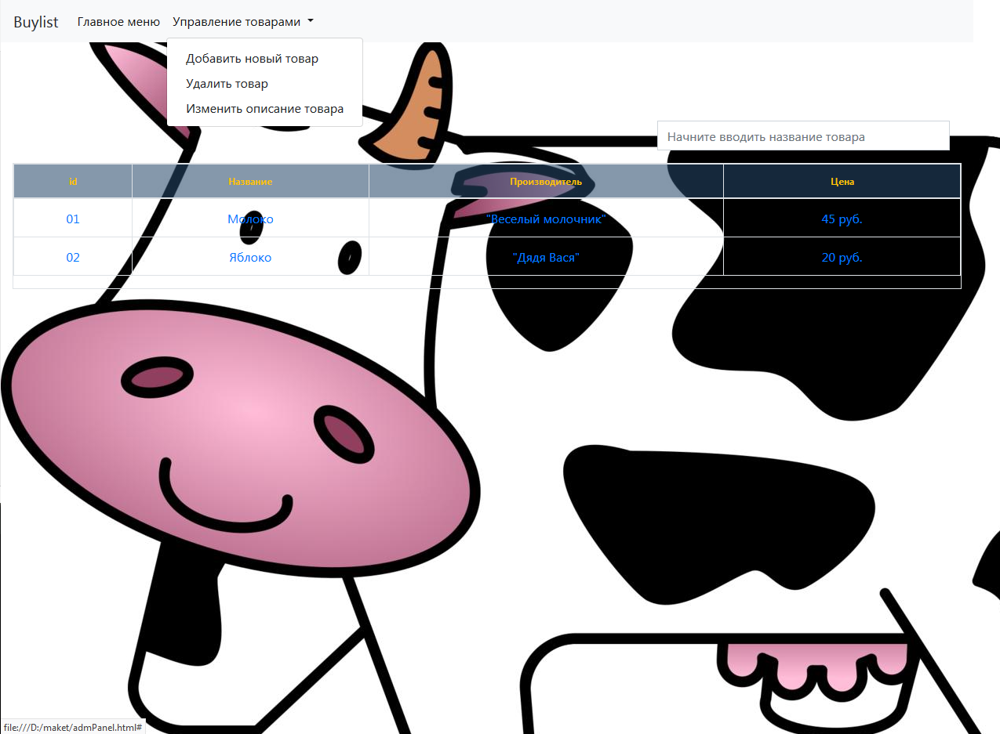 Buylist Главное меню Управление товарами
Добавить новый товар
Удалить товар
Изменить описание товара
Начните вводить название товара
id Название Производитель Цена
01 Молоко "Веселый молочник" 45 руб.
02 Яблоко "Дядя Вася" 20 руб.
file:///D:/maket/admPanel.html#